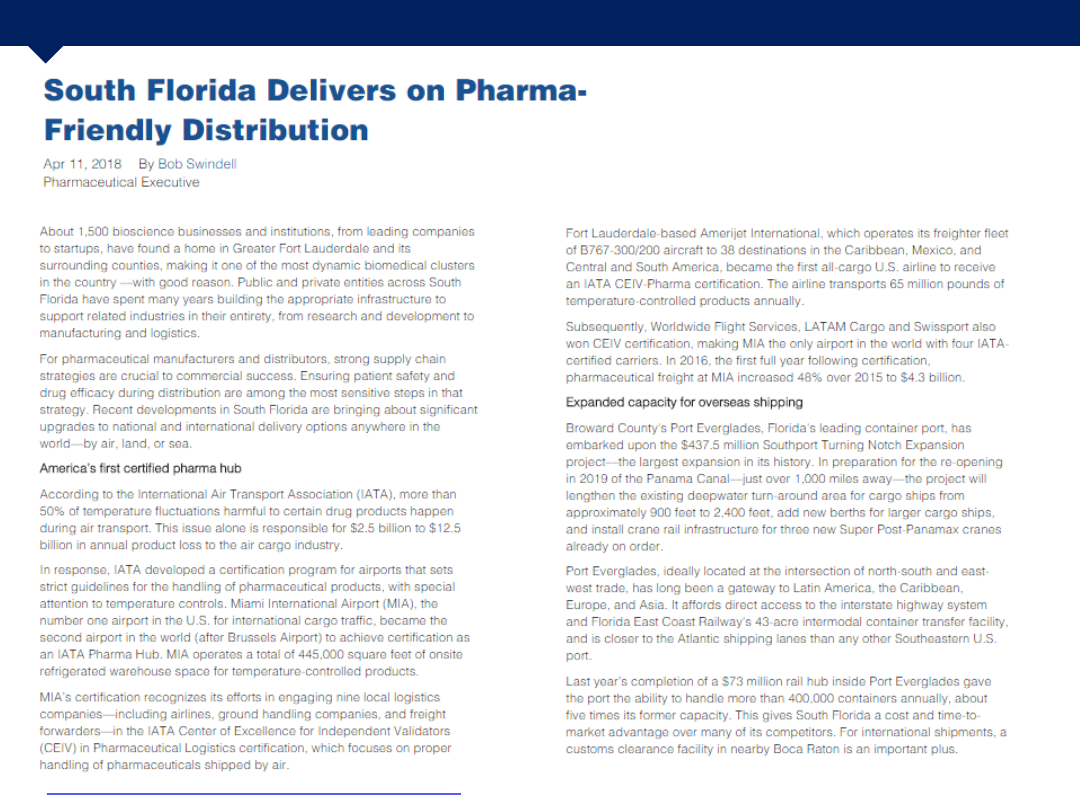 South Florida Delivers on Pharma-
Friendly Distribution
Apr 11, 2018 By Bob Swindell
Pharmaceutical Executive
About 1,500 bioscience businesses and institutions, from leading companies
to startups, have found a home in Greater Fort Lauderdale and its
surrounding counties, making it one of the most dynamic biomedical clusters
in the country —with good reason. Public and private entities across South
Florida have spent many years building the appropriate infrastructure to
support related industries in their entirety, from research and development to
manufacturing and logistics.
For pharmaceutical manufacturers and distributors, strong supply chain
strategies are crucial to commercial success. Ensuring patient safety and
drug efficacy during distribution are among the most sensitive steps in that
strategy. Recent developments in South Florida are bringing about significant
upgrades to national and international delivery options anywhere in the
world—by air, land, or sea.
America's first certified pharma hub
According to the International Air Transport Association (IATA), more than
50% of temperature fluctuations harmful to certain drug products happen
during air transport. This issue alone is responsible for $2.5 billion to $12.5
billion in annual product loss to the air cargo industry.
In response, IATA developed a certification program for airports that sets
strict guidelines for the handling of pharmaceutical products, with special
attention to temperature controls. Miami International Airport (MIA), the
number one airport in the U.S. for international cargo traffic, became the
second airport in the world (after Brussels Airport) to achieve certification as
an IATA Pharma Hub. MIA operates a total of 445,000 square feet of onsite
refrigerated warehouse space for temperature-controlled products.
MIA's certification recognizes its efforts in engaging nine local logistics
companies—including airlines, ground handling companies, and freight
forwarders—in the IATA Center of Excellence for Independent Validators
(CEIV) in Pharmaceutical Logistics certification, which focuses on proper
handling of pharmaceuticals shipped by air.
Fort Lauderdale-based Amerijet International, which operates its freighter fleet
of B767-300/200 aircraft to 38 destinations in the Caribbean, Mexico, and
Central and South America, became the first all-cargo U.S. airline to receive
an IATA CEIV-Pharma certification. The airline transports 65 million pounds of
temperature-controlled products annually.
Subsequently, Worldwide Flight Services, LATAM Cargo and Swissport also
won CEIV certification, making MIA the only airport in the world with four IATA-
certified carriers. In 2016, the first full year following certification,
pharmaceutical freight at MIA increased 48% over 2015 to $4.3 billion.
Expanded capacity for overseas shipping
Broward County's Port Everglades, Florida's leading container port, has
embarked upon the $437.5 million Southport Turning Notch Expansion
project—the largest expansion in its history. In preparation for the re-opening
in 2019 of the Panama Canal—just over 1,000 miles away—the project will
lengthen the existing deepwater turn-around area for cargo ships from
approximately 900 feet to 2,400 feet, add new berths for larger cargo ships,
and install crane rail infrastructure for three new Super Post-Panamax cranes
already on order.
Port Everglades, ideally located at the intersection of north-south and east-
west trade, has long been a gateway to Latin America, the Caribbean,
Europe, and Asia. It affords direct access to the interstate highway system
and Florida East Coast Railway's 43-acre intermodal container transfer facility,
and is closer to the Atlantic shipping lanes than any other Southeastern U.S.
port.
Last year's completion of a $73 million rail hub inside Port Everglades gave
the port the ability to handle more than 400,000 containers annually, about
five times its former capacity. This gives South Florida a cost and time-to-
market advantage over many of its competitors. For international shipments, a
customs clearance facility in nearby Boca Raton is an important plus.